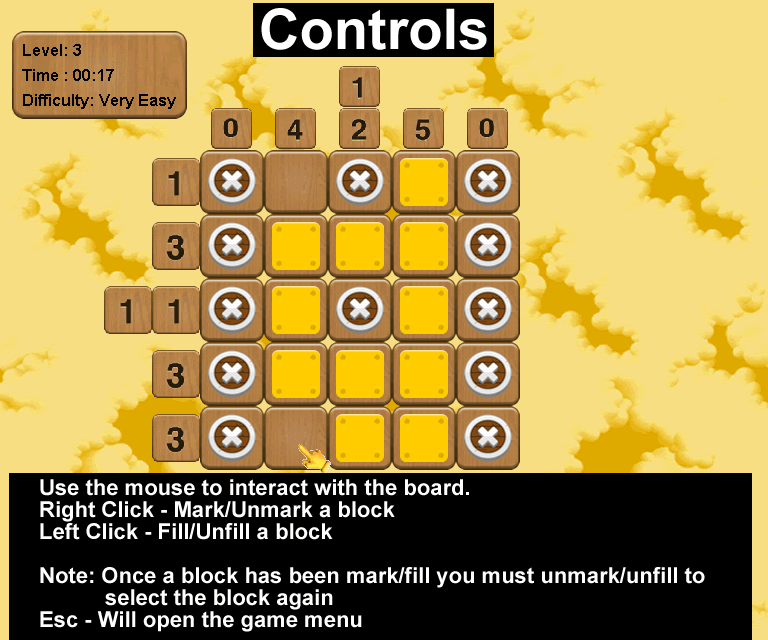 Controls
Level: 3
Time : 00:17
Difficulty: Very Easy
1
0 4 2 5 0
1
3
1 1
3
3
Use the mouse to interact with the board.
Right Click - Mark/Unmark a block
Left Click - Fill/Unfill a block
Note: Once a block has been mark/fill you must unmark/unfill to
select the block again
Esc - Will open the game menu